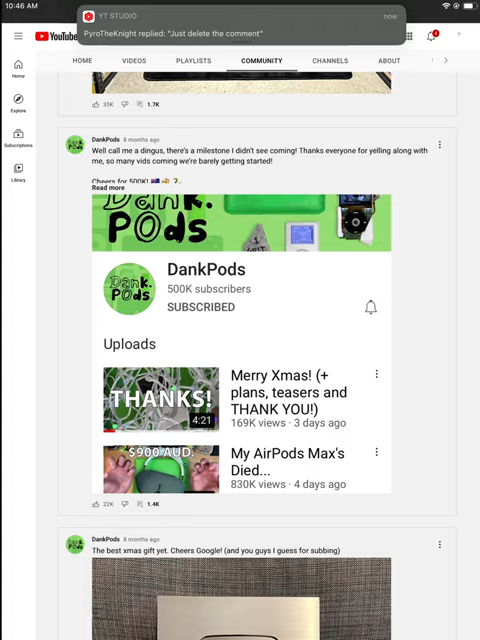 10:46 AM
YT STUDIO
now
PyroTheKnight replied: "Just delete the comment"
YouTube
4
HOME
VIDEOS
PLAYLISTS
COMMUNITY
CHANNELS
ABOUT
Home
Explore
Subscriptions
Library
35K
1.7K
DankPods 8 months ago
Well call me a dingus, there's a milestone I didn't see coming! Thanks everyone for yelling along with
me, so many vids coming we're barely getting started!
Cheers for 500K!
Read more
Dank.
PODs
DankPods
500K subscribers
SUBSCRIBED
Dank.
PODs
Uploads
THANKS!
4:21
Merry Xmas! (+
plans, teasers and
THANK YOU!)
169K views · 3 days ago
$900 AUD.
My AirPods Max's
Died...
830K views · 4 days ago
22K
1.4K
DankPods 8 months ago
The best xmas gift yet. Cheers Google! (and you guys I guess for subbing)